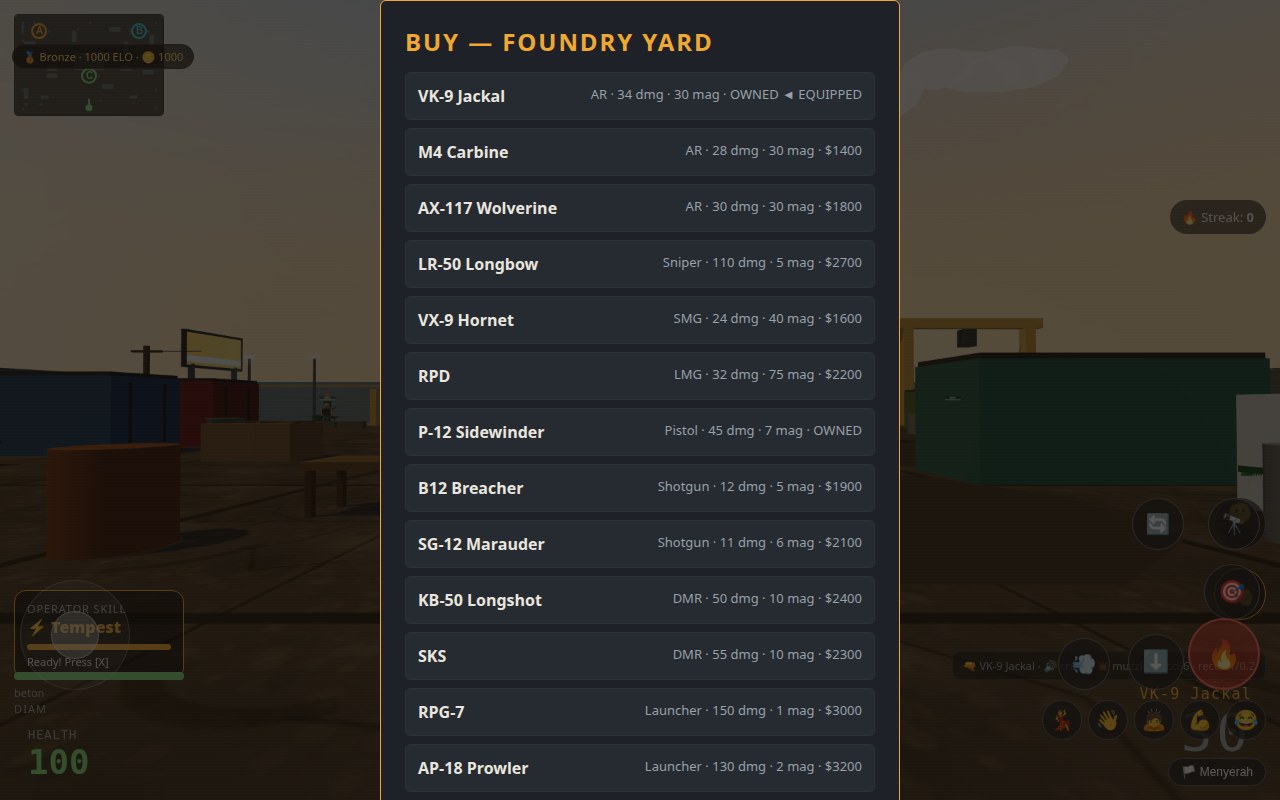 A
B
🏅 Bronze · 1000 ELO · 🪙 1000
C
BUY — FOUNDRY YARD
VK-9 Jackal AR · 34 dmg · 30 mag · OWNED ◄ EQUIPPED
M4 Carbine AR · 28 dmg · 30 mag · $1400
AX-117 Wolverine AR · 30 dmg · 30 mag · $1800
LR-50 Longbow Sniper · 110 dmg · 5 mag · $2700
VX-9 Hornet SMG · 24 dmg · 40 mag · $1600
RPD LMG · 32 dmg · 75 mag · $2200
P-12 Sidewinder Pistol · 45 dmg · 7 mag · OWNED
B12 Breacher Shotgun · 12 dmg · 5 mag · $1900
SG-12 Marauder Shotgun · 11 dmg · 6 mag · $2100
KB-50 Longshot DMR · 50 dmg · 10 mag · $2400
SKS DMR · 55 dmg · 10 mag · $2300
RPG-7 Launcher · 150 dmg · 1 mag · $3000
AP-18 Prowler Launcher · 130 dmg · 2 mag · $3200
🔥 Streak: 0
OPERATOR SKILL
⚡ Tempest
Ready! Press [X]
beton
DIAM
HEALTH
100
VK-9 Jackal
VK-9 Jackal
🏳 Menyerah